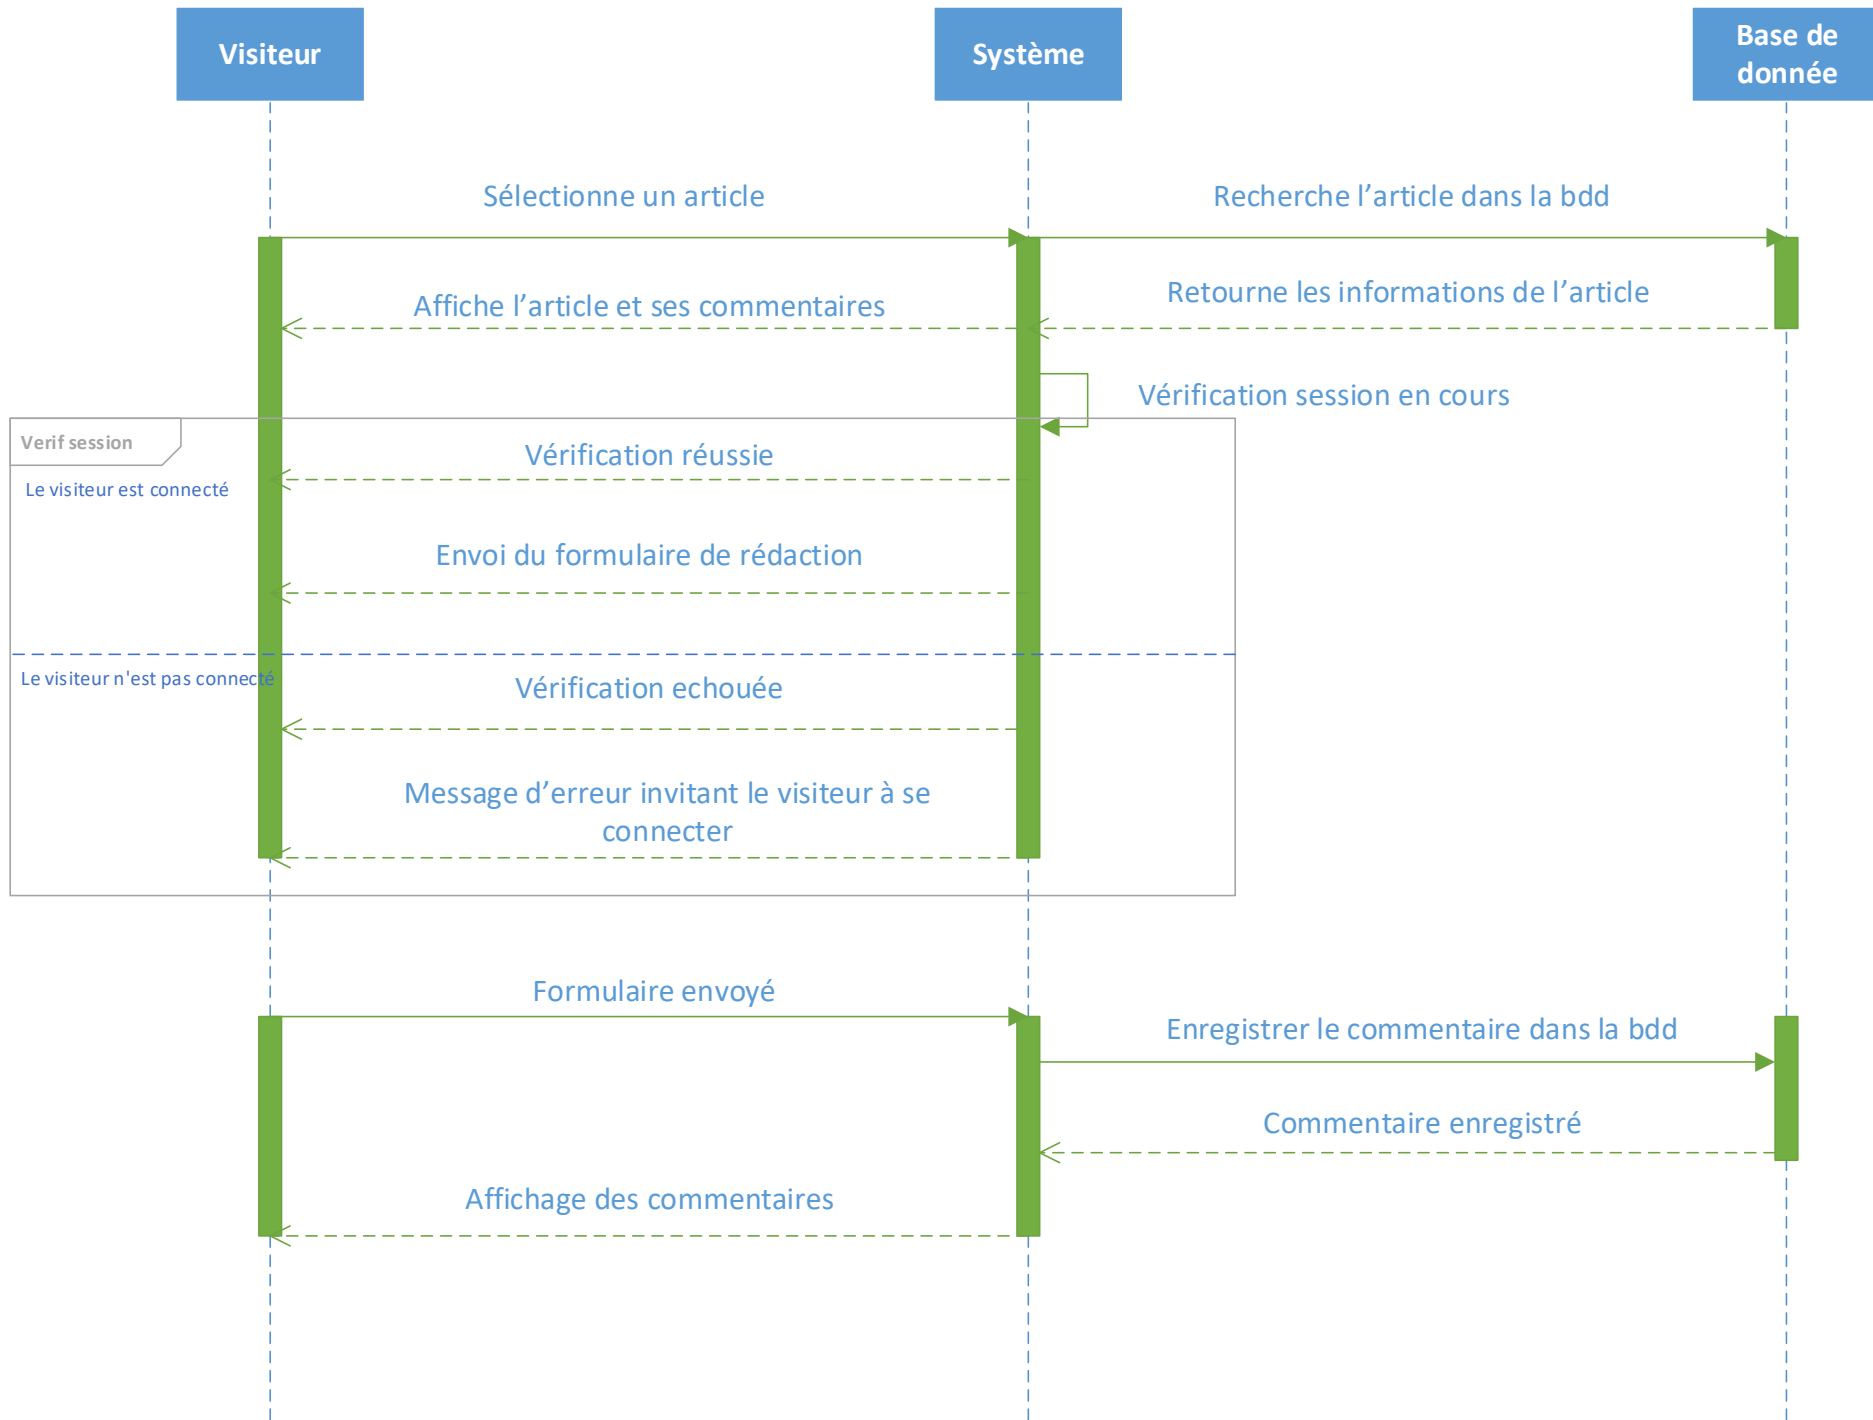 Visiteur
Système
Base de
donnée
Sélectionne un article
Recherche l’article dans la bdd
Affiche l’article et ses commentaires
Retourne les informations de l’article
Vérification session en cours
Verif session
Vérification réussie
Le visiteur est connecté
Envoi du formulaire de rédaction
Le visiteur n'est pas connecté
Vérification echouée
Message d’erreur invitant le visiteur à se
connecter
Formulaire envoyé
Enregistrer le commentaire dans la bdd
Commentaire enregistré
Affichage des commentaires